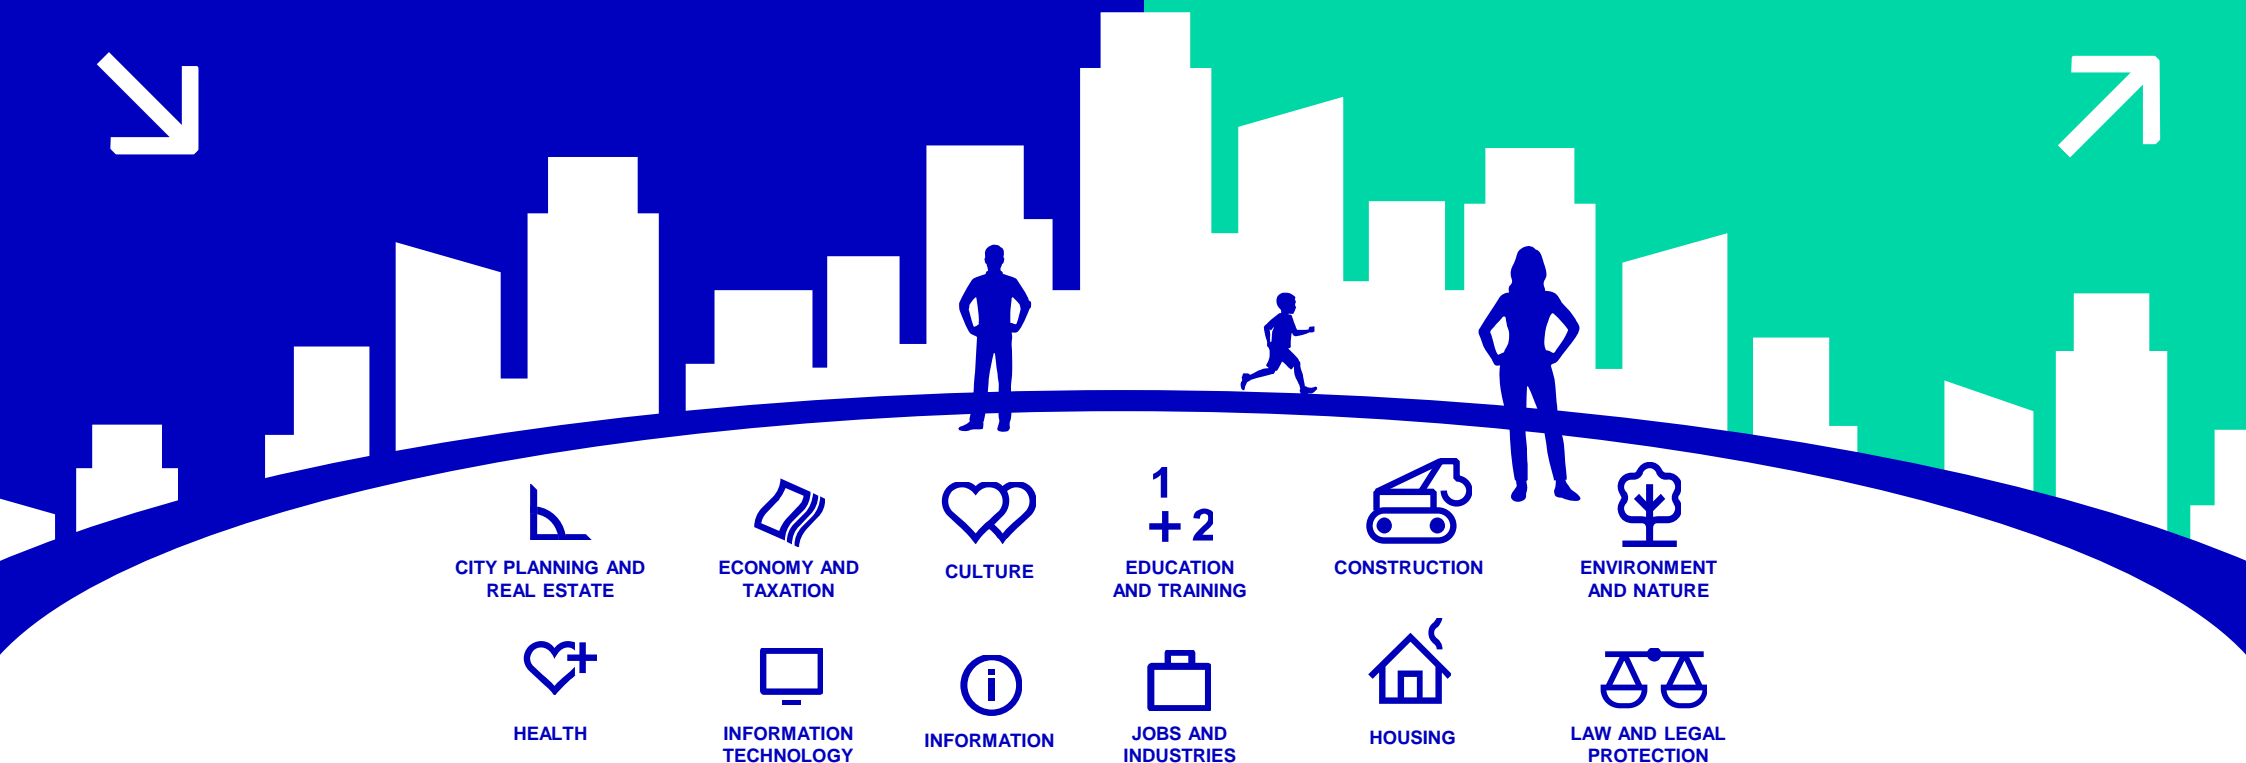 1
+ 2
CITY PLANNING AND
REAL ESTATE
ECONOMY AND
TAXATION
CULTURE
EDUCATION
AND TRAINING
CONSTRUCTION
ENVIRONMENT
AND NATURE
i
HEALTH
INFORMATION
TECHNOLOGY
INFORMATION
JOBS AND
INDUSTRIES
HOUSING
LAW AND LEGAL
PROTECTION